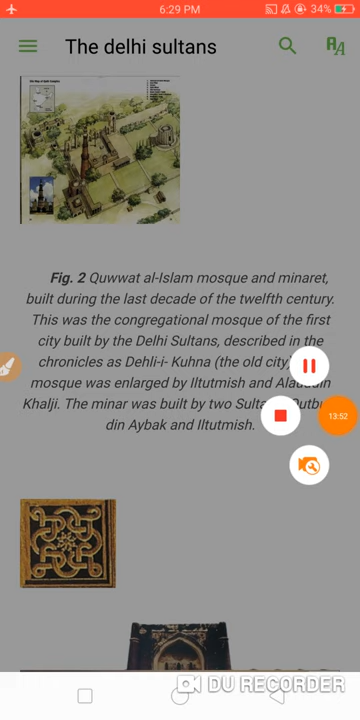 6:29 PM
34%
The delhi sultans
Fig. 2 Quwwat al-Islam mosque and minaret,
built during the last decade of the twelfth century.
This was the congregational mosque of the first
city built by the Delhi Sultans, described in the
chronicles as Dehli-i- Kuhna (the old city)
mosque was enlarged by Iltutmish and Alauddin
Khalji. The minar was built by two
din Aybak and Iltutmish.
13:52
DU RECORDER